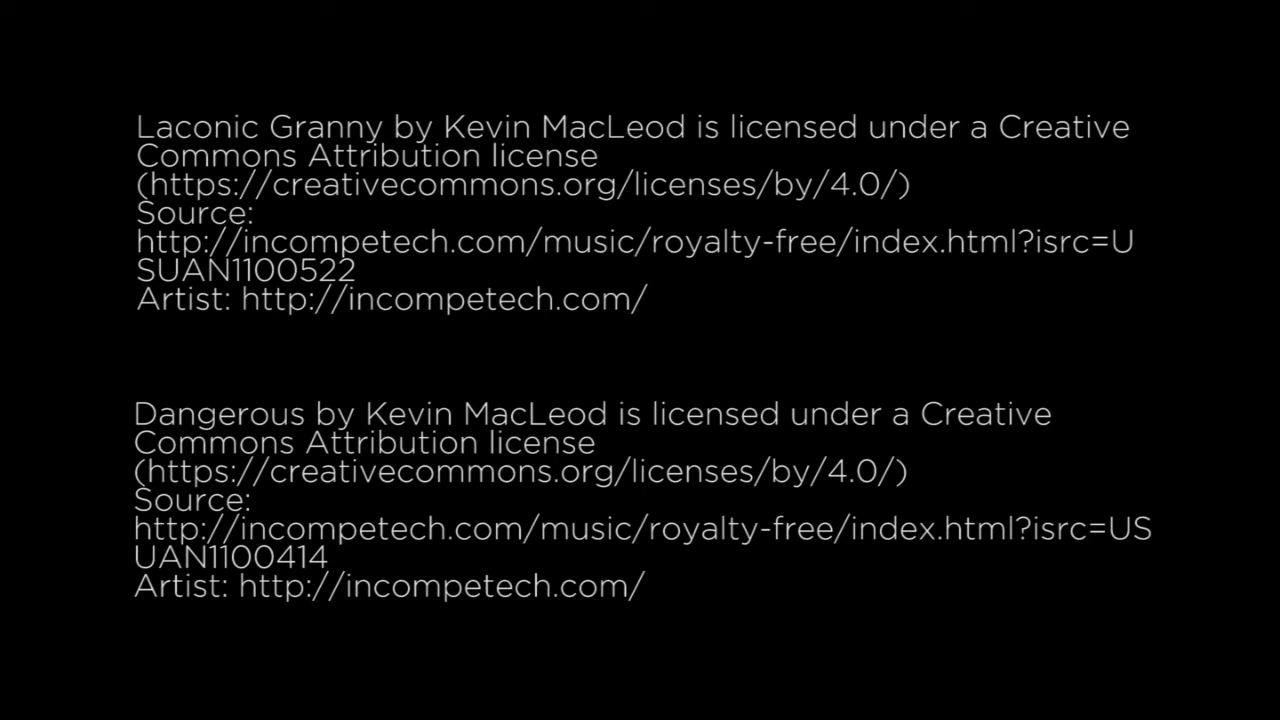 Laconic Granny by Kevin MacLeod is licensed under a Creative
Commons Attribution license
(https://creativecommons.org/licenses/by/4.0/)
Source:
http://incompetech.com/music/royalty-free/index.html?isrc=U
SUAN1100522
Artist: http://incompetech.com/
Dangerous by Kevin MacLeod is licensed under a Creative
Commons Attribution license
(https://creativecommons.org/licenses/by/4.0/)
Source:
http://incompetech.com/music/royalty-free/index.html?isrc=US
UAN1100414
Artist: http://incompetech.com/